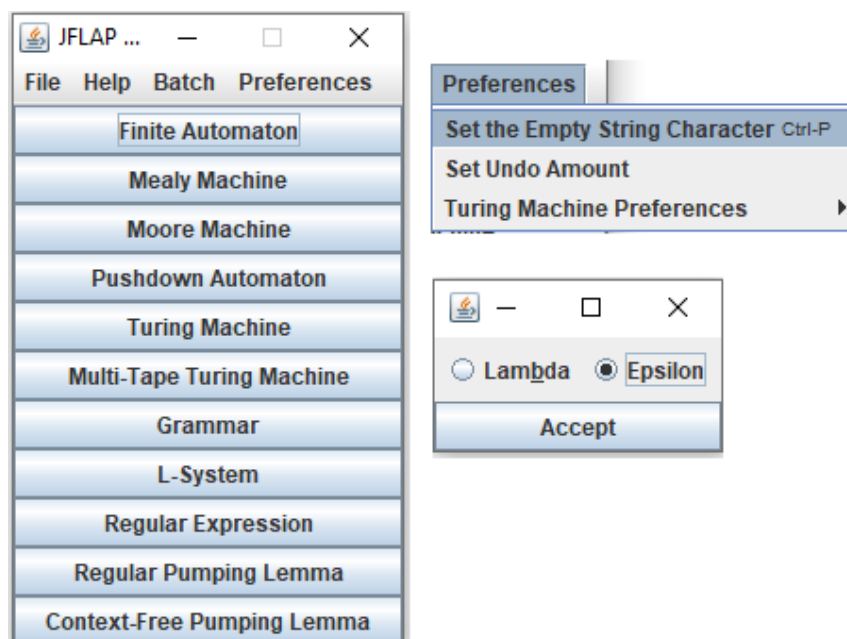 JFLAP ...
File Help Batch Preferences
Finite Automaton
Mealy Machine
Moore Machine
Pushdown Automaton
Turing Machine
Multi-Tape Turing Machine
Grammar
L-System
Regular Expression
Regular Pumping Lemma
Context-Free Pumping Lemma
Preferences
Set the Empty String Character Ctrl-P
Set Undo Amount
Turing Machine Preferences
Lambda Epsilon
Accept